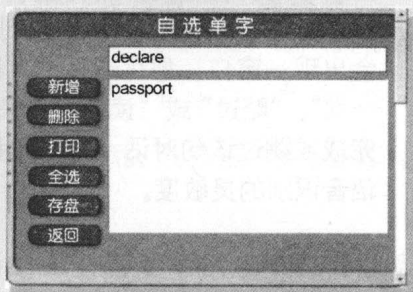 自选单字
declare
新增
passport
删除
打印
全选
存盘
返回